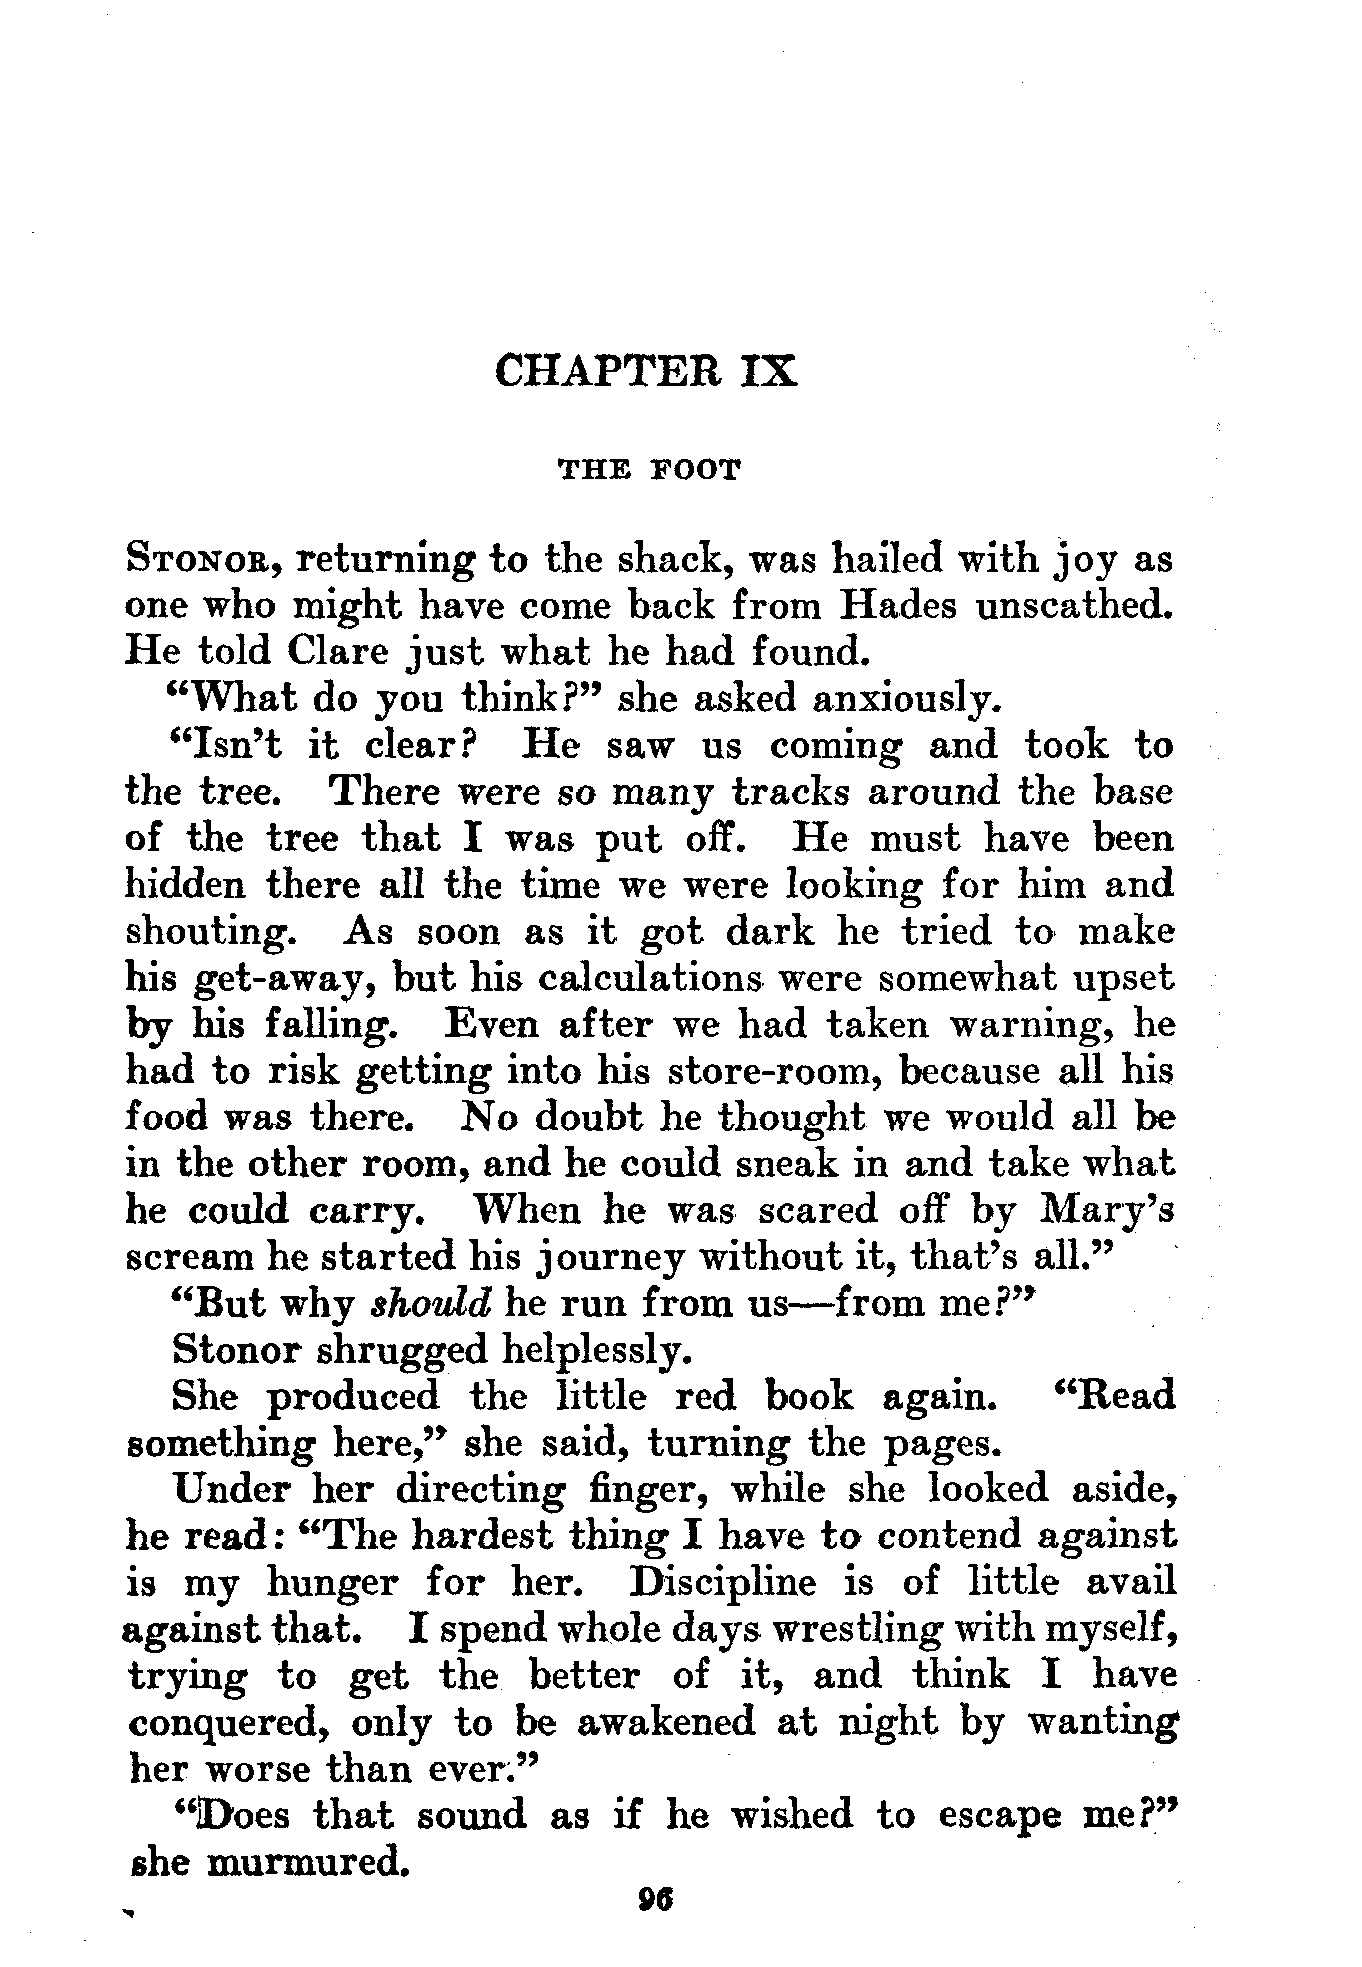 CHAPTER IX
THE FOOT
STONOR, returning to the shack, was hailed with joy as
one who might have come back from Hades unscathed.
He told Clare just what he had found.
“What do you think?” she asked anxiously.
“Isn’t it clear? He saw us coming and took to
the tree. There were so many tracks around the base
of the tree that I was put off. He must have been
hidden there all the time we were looking for him and
shouting. As soon as it got dark he tried to make
his get-away, but his calculations were somewhat upset
by his falling. Even after we had taken warning, he
had to risk getting into his store-room, because all his
food was there. No doubt he thought we would all be
in the other room, and he could sneak in and take what
he could carry. When he was scared off by Mary’s
scream he started his journey without it, that’s all.”
“But why should he run from us—from me?”
Stonor shrugged helplessly.
She produced the little red book again. “Read
something here,” she said, turning the pages.
Under her directing finger, while she looked aside,
he read: “The hardest thing I have to contend against
is my hunger for her. Discipline is of little avail
against that. I spend whole days wrestling with myself,
trying to get the better of it, and think I have
conquered, only to be awakened at night by wanting
her worse than ever.”
“Does that sound as if he wished to escape me?”
she murmured.
96